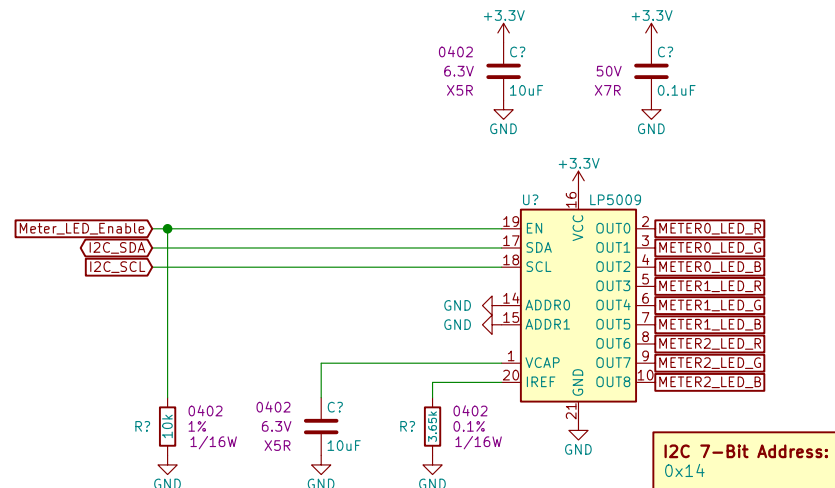 +3.3V
+3.3V
0402
C?
6.3V
X5R
10uF
GND
50V
C?
X7R
0.1uF
GND
+3.3V
U?
LP5009
16
VCC
Meter_LED_Enable
19
EN
OUT0
2
METER0_LED_R
I2C_SDA
17
SDA
OUT1
3
METER0_LED_G
I2C_SCL
18
SCL
OUT2
4
METER0_LED_B
OUT3
5
METER1_LED_R
GND
14
ADDR0
OUT4
6
METER1_LED_G
GND
15
ADDR1
OUT5
7
METER1_LED_B
OUT6
8
METER2_LED_R
1
VCAP
OUT7
9
METER2_LED_G
20
IREF
OUT8
10
METER2_LED_B
GND
21
GND
R?
10k
0402
1%
1/16W
GND
0402
C?
6.3V
X5R
10uF
GND
R?
3.65k
0402
0.1%
1/16W
GND
I2C 7-Bit Address:
0x14